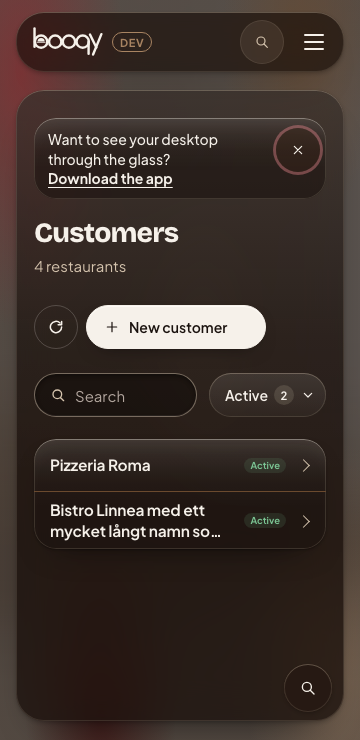 booqy DEV
Want to see your desktop
through the glass?
Download the app
Customers
4 restaurants
New customer
Search
Active 2
Pizzeria Roma Active
Bistro Linnea med ett
mycket långt namn so… Active